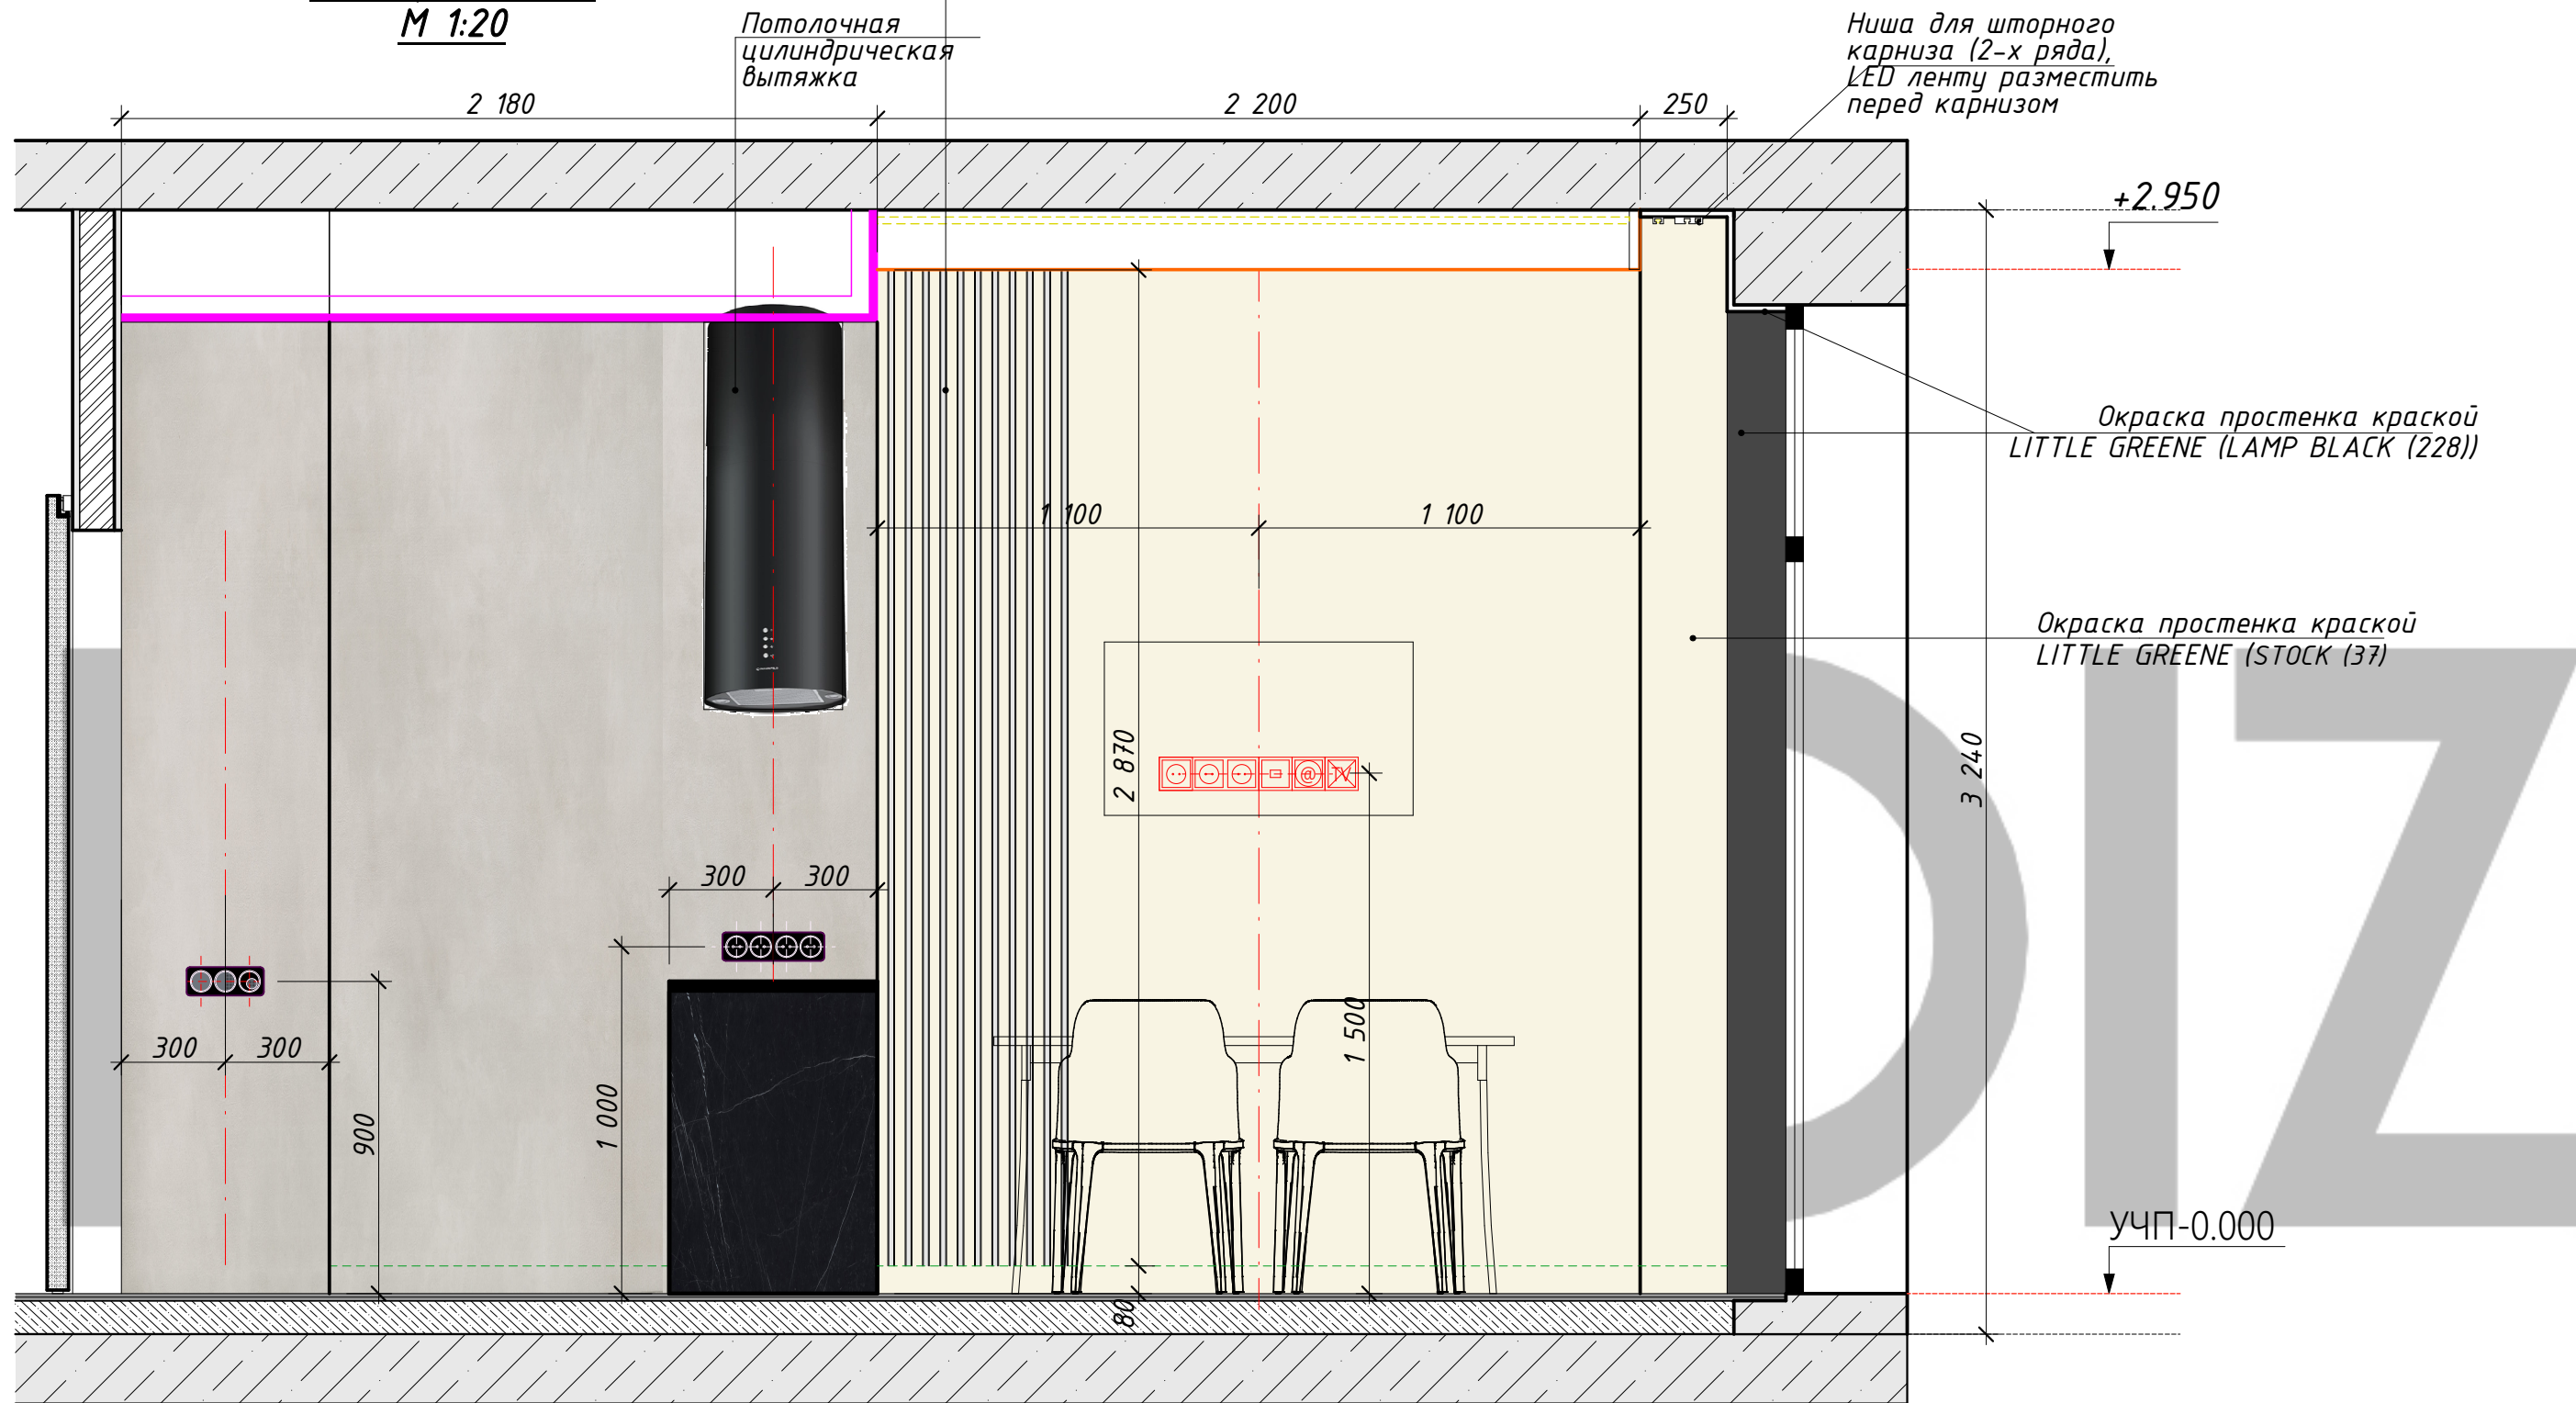 М 1:20
Потолочная
цилиндрическая
вытяжка
Ниша для шторного
карниза (2-х ряда),
LED ленту разместить
перед карнизом
2 180
2 200
250
+2.950
Окраска простенка краской
LITTLE GREENE (LAMP BLACK (228))
1 100
1 100
Окраска простенка краской
LITTLE GREENE (STOCK (37)
2 870
3 240
@
TV
300
300
1 500
300
300
900
1 000
80
УЧП-0.000
DIZ